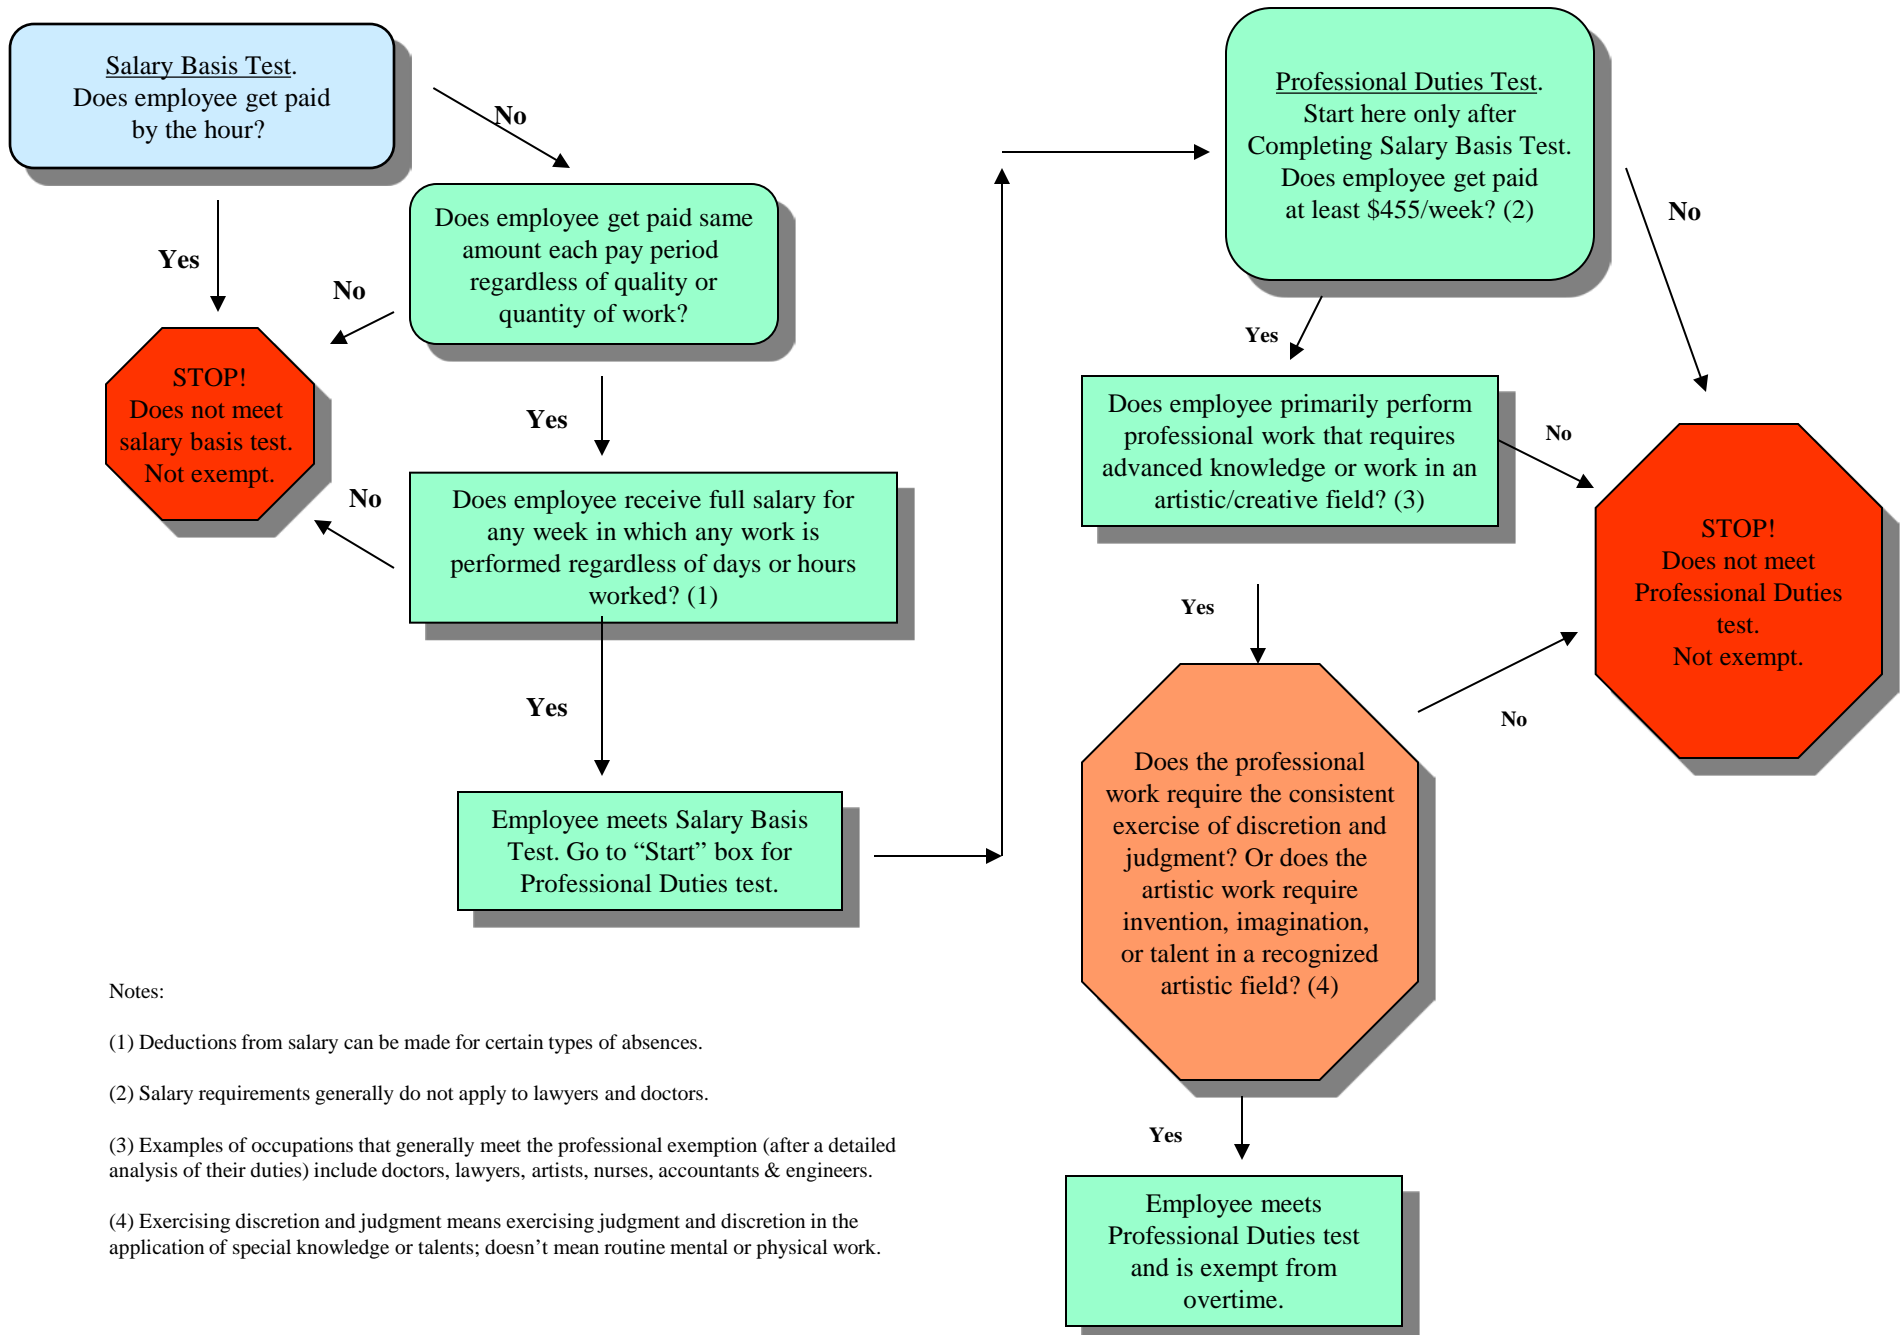 Salary Basis Test.
Does employee get paid
by the hour?
No
Yes
Does employee get paid same
amount each pay period
regardless of quality or
quantity of work?
No
STOP!
Does not meet
salary basis test.
Not exempt.
Yes
No
Does employee receive full salary for
any week in which any work is
performed regardless of days or hours
worked? (1)
Yes
Employee meets Salary Basis
Test. Go to “Start” box for
Professional Duties test.
Professional Duties Test.
Start here only after
Completing Salary Basis Test.
Does employee get paid
at least $455/week? (2)
No
Yes
Does employee primarily perform
professional work that requires
advanced knowledge or work in an
artistic/creative field? (3)
No
STOP!
Does not meet
Professional Duties
test.
Not exempt.
Yes
No
Does the professional
work require the consistent
exercise of discretion and
judgment? Or does the
artistic work require
invention, imagination,
or talent in a recognized
artistic field? (4)
Yes
Employee meets
Professional Duties test
and is exempt from
overtime.
Notes:
(1) Deductions from salary can be made for certain types of absences.
(2) Salary requirements generally do not apply to lawyers and doctors.
(3) Examples of occupations that generally meet the professional exemption (after a detailed
analysis of their duties) include doctors, lawyers, artists, nurses, accountants & engineers.
(4) Exercising discretion and judgment means exercising judgment and discretion in the
application of special knowledge or talents; doesn’t mean routine mental or physical work.